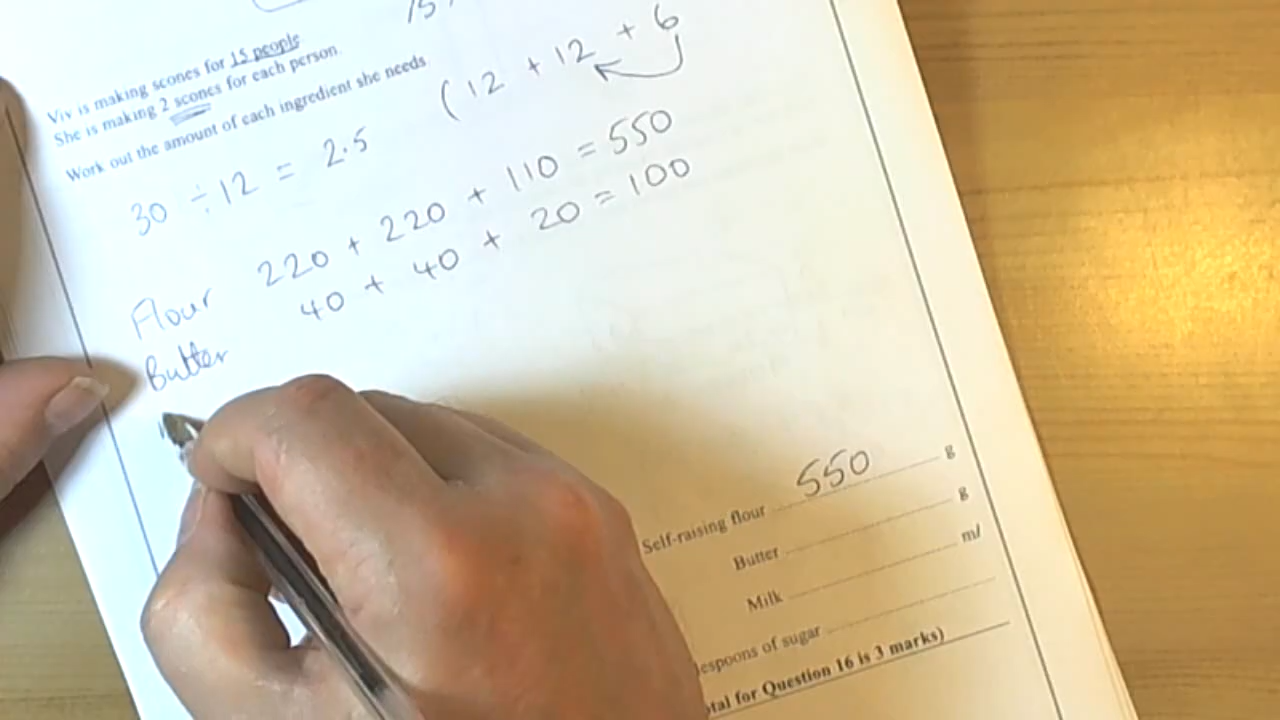 15
Viv is making scones for 15 people
She is making 2 scones for each person.
Work out the amount of each ingredient she needs.
(12 + 12 + 6
30 ÷ 12 = 2.5
Flour 220 + 220 + 110 = 550
Butter 40 + 40 + 20 = 100
Self-raising flour 550 g
Butter g
Milk ml
of sugar
for Question 16 is 3 marks)